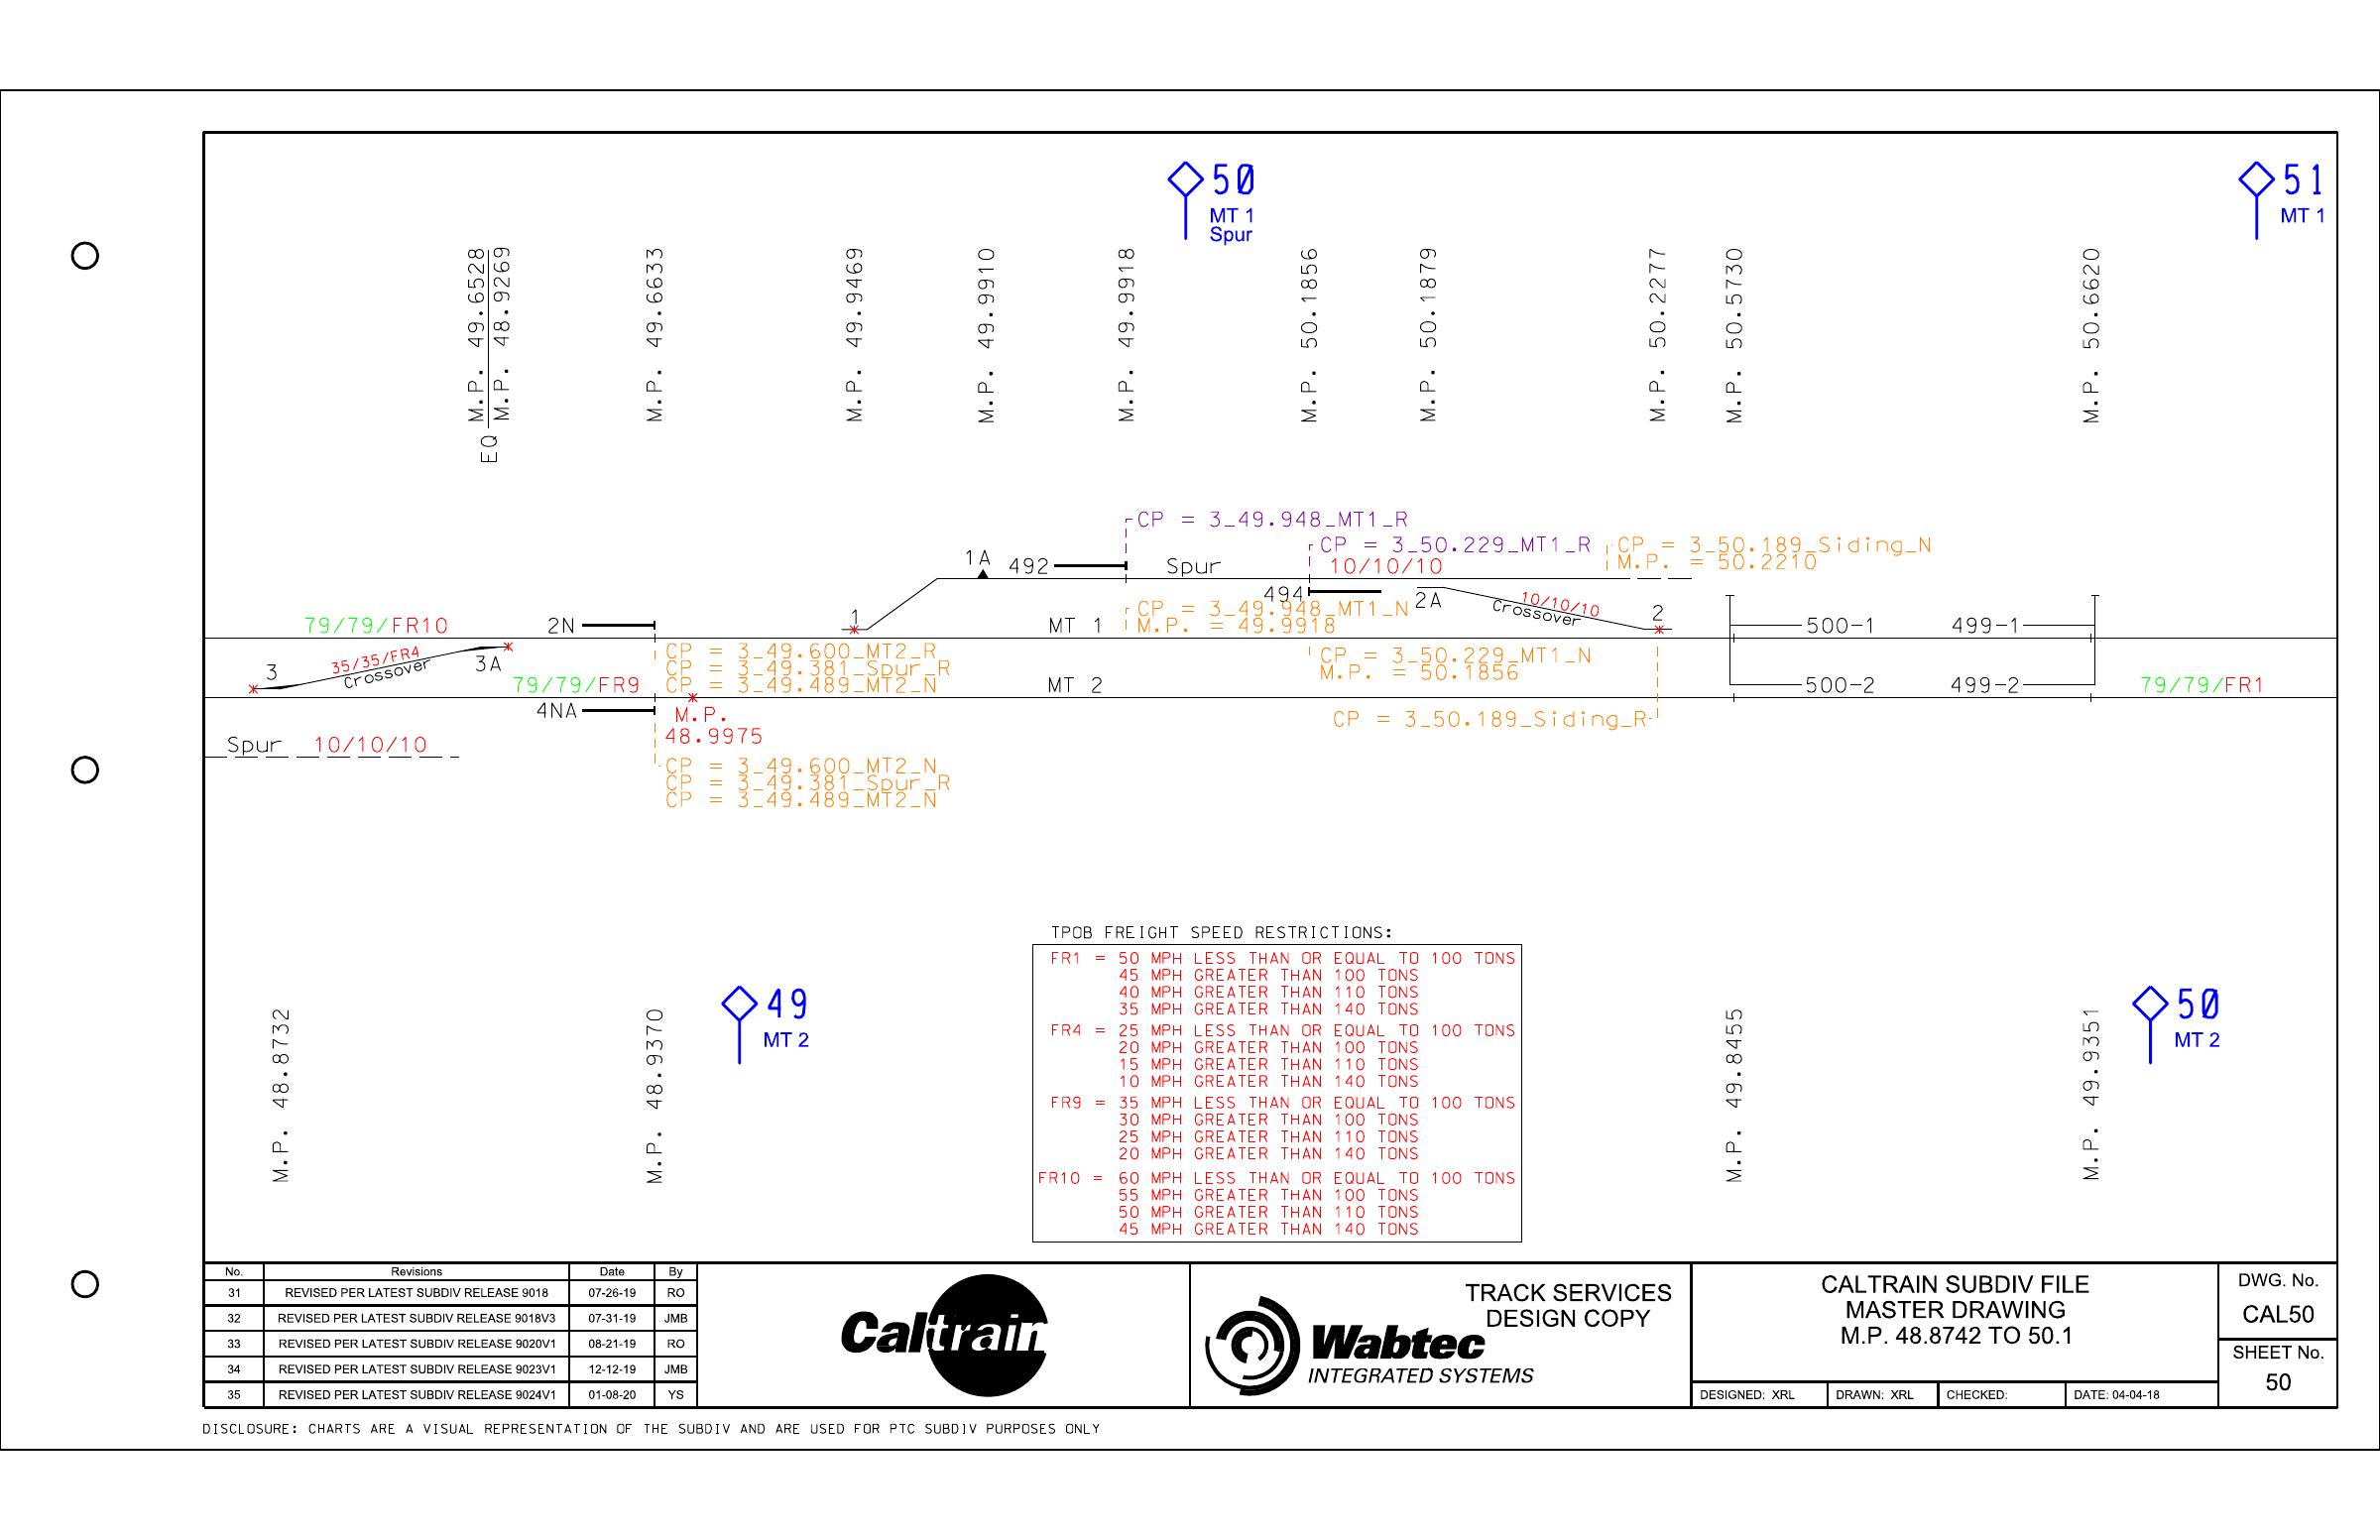 50
MT 1
Spur
51
MT 1
M.P. 49.6528
M.P. 48.9269
EQ
M.P. 49.6633
M.P. 49.9469
M.P. 49.9910
M.P. 49.9918
M.P. 50.1856
M.P. 50.1879
M.P. 50.2277
M.P. 50.5730
M.P. 50.6620
CP = 3_49.948_MT1_R
CP = 3_50.229_MT1_R
CP = 3_50.189_Siding_N
M.P. = 50.2210
1A
492
Spur
10/10/10
494
2A
10/10/10
Crossover
2
1
CP = 3_49.948_MT1_N
M.P. = 49.9918
79/79/FR10
2N
MT 1
500-1
499-1
CP = 3_49.600_MT2_R
CP = 3_49.381_Spur_R
CP = 3_49.489_MT2_N
CP = 3_50.229_MT1_N
M.P. = 50.1856
3
35/35/FR4
Crossover
3A
79/79/FR9
MT 2
500-2
499-2
79/79/FR1
4NA
M.P.
48.9975
CP = 3_50.189_Siding_R
Spur 10/10/10
CP = 3_49.600_MT2_N
CP = 3_49.381_Spur_R
CP = 3_49.489_MT2_N
M.P. 48.8732
M.P. 48.9370
49
MT 2
TPOB FREIGHT SPEED RESTRICTIONS:
FR1 = 50 MPH LESS THAN OR EQUAL TO 100 TONS
45 MPH GREATER THAN 100 TONS
40 MPH GREATER THAN 110 TONS
35 MPH GREATER THAN 140 TONS
FR4 = 25 MPH LESS THAN OR EQUAL TO 100 TONS
20 MPH GREATER THAN 100 TONS
15 MPH GREATER THAN 110 TONS
10 MPH GREATER THAN 140 TONS
FR9 = 35 MPH LESS THAN OR EQUAL TO 100 TONS
30 MPH GREATER THAN 100 TONS
25 MPH GREATER THAN 110 TONS
20 MPH GREATER THAN 140 TONS
FR10 = 60 MPH LESS THAN OR EQUAL TO 100 TONS
55 MPH GREATER THAN 100 TONS
50 MPH GREATER THAN 110 TONS
45 MPH GREATER THAN 140 TONS
M.P. 49.8455
M.P. 49.9351
50
MT 2
No. Revisions Date By
31 REVISED PER LATEST SUBDIV RELEASE 9018 07-26-19 RO
32 REVISED PER LATEST SUBDIV RELEASE 9018V3 07-31-19 JMB
33 REVISED PER LATEST SUBDIV RELEASE 9020V1 08-21-19 RO
34 REVISED PER LATEST SUBDIV RELEASE 9023V1 12-12-19 JMB
35 REVISED PER LATEST SUBDIV RELEASE 9024V1 01-08-20 YS
Caltrain
TRACK SERVICES
DESIGN COPY
Wabtec
INTEGRATED SYSTEMS
CALTRAIN SUBDIV FILE
MASTER DRAWING
M.P. 48.8742 TO 50.1
DESIGNED: XRL DRAWN: XRL CHECKED: DATE: 04-04-18
DWG. No.
CAL50
SHEET No.
50
DISCLOSURE: CHARTS ARE A VISUAL REPRESENTATION OF THE SUBDIV AND ARE USED FOR PTC SUBDIV PURPOSES ONLY